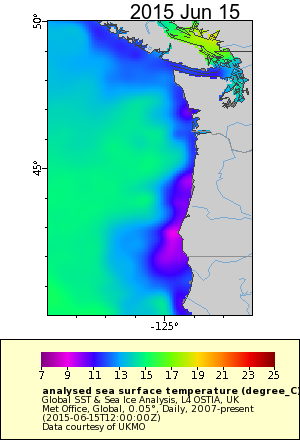 2015 Jun 15
50°
45°
-125°
7 9 11 13 15 17 19 21 23 25
analysed sea surface temperature (degree_C)
Global SST & Sea Ice Analysis, L4 OSTIA, UK
Met Office, Global, 0.05°, Daily, 2007-present
(2015-06-15T12:00:00Z)
Data courtesy of UKMO